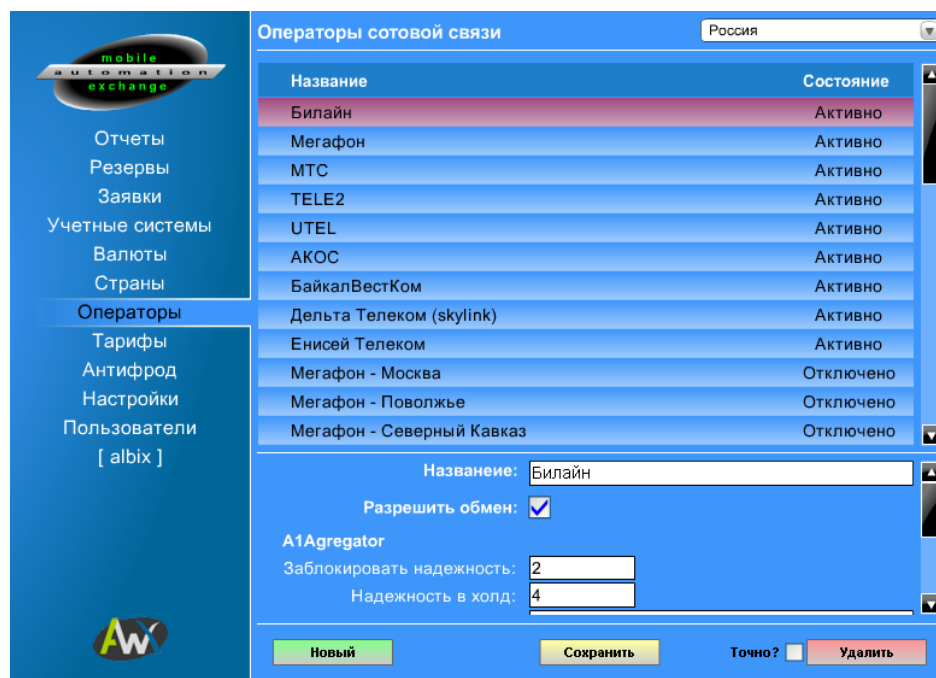 mobile
automation
exchange
Отчеты
Резервы
Заявки
Учетные системы
Валюты
Страны
Операторы
Тарифы
Антифрод
Настройки
Пользователи
[ albix ]
AWX
Операторы сотовой связи Россия
Название Состояние
Билайн Активно
Мегафон Активно
МТС Активно
TELE2 Активно
UTEL Активно
АКОС Активно
БайкалВестКом Активно
Дельта Телеком (skylink) Активно
Енисей Телеком Активно
Мегафон - Москва Отключено
Мегафон - Поволжье Отключено
Мегафон - Северный Кавказ Отключено
Названеие: Билайн
Разрешить обмен:
A1Agregator
Заблокировать надежность: 2
Надежность в холд: 4
Новый Сохранить Точно? Удалить